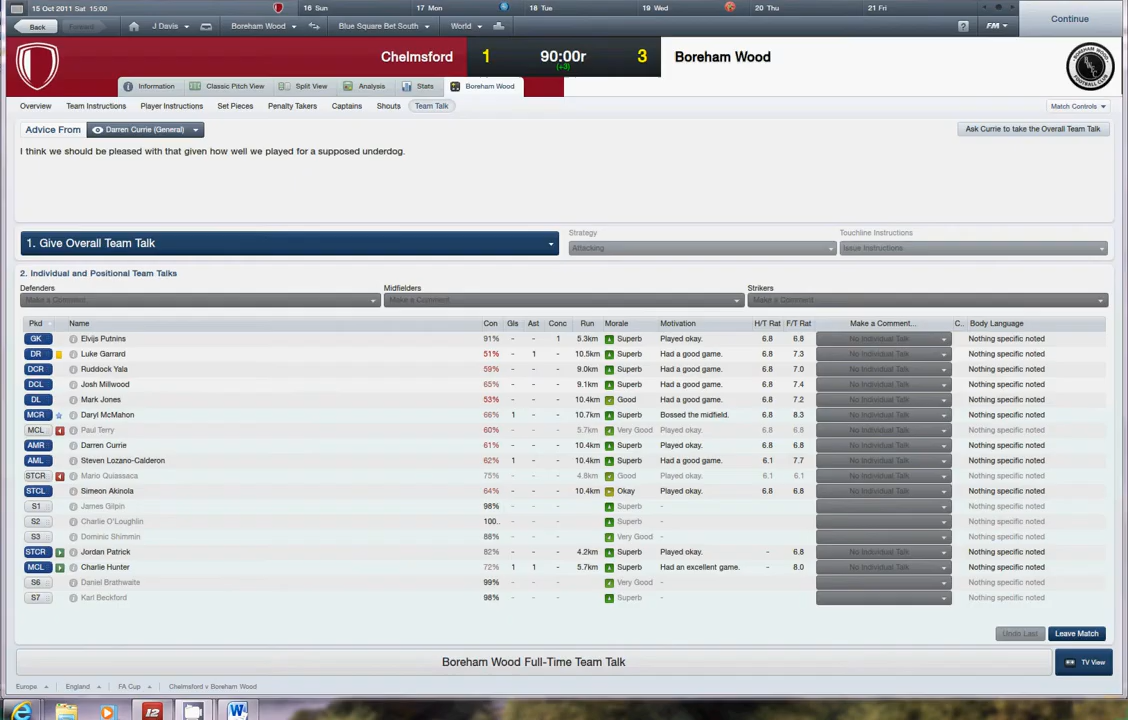 15 Oct 2011 Sat 15:00 16 Sun 17 Mon 18 Tue 19 Wed 20 Thu 21 Fri
Back Forward J Davis Boreham Wood Blue Square Bet South World ? FM Continue
Chelmsford 1 90:00r (+3) 3 Boreham Wood
Information Classic Pitch View Split View Analysis Stats Boreham Wood
Overview Team Instructions Player Instructions Set Pieces Penalty Takers Captains Shouts Team Talk Match Controls
Advice From Darren Currie (General) Ask Currie to take the Overall Team Talk
I think we should be pleased with that given how well we played for a supposed underdog.
Strategy Touchline Instructions
1. Give Overall Team Talk Attacking Issue Instructions
2. Individual and Positional Team Talks
Defenders Midfielders Strikers
Make a Comment Make a Comment Make a Comment
Pkd Name Con Gls Ast Conc Run Morale Motivation H/T Rat F/T Rat Make a Comment... C.. Body Language
GK Elvijs Putnins 91% - - 1 5.3km Superb Played okay. 6.8 6.8 No Individual Talk Nothing specific noted
DR Luke Garrard 51% - 1 - 10.5km Superb Had a good game. 6.8 7.3 No Individual Talk Nothing specific noted
DCR Ruddock Yala 59% - - - 9.0km Superb Had a good game. 6.8 7.0 No Individual Talk Nothing specific noted
DCL Josh Millwood 65% - - - 9.1km Superb Had a good game. 6.8 7.4 No Individual Talk Nothing specific noted
DL Mark Jones 53% - - - 10.4km Good Had a good game. 6.8 7.2 No Individual Talk Nothing specific noted
MCR Daryl McMahon 66% 1 - - 10.7km Superb Bossed the midfield. 6.8 8.3 No Individual Talk Nothing specific noted
MCL Paul Terry 60% - - - 5.7km Very Good Played okay. 6.8 6.8 No Individual Talk Nothing specific noted
AMR Darren Currie 61% - - - 10.4km Superb Played okay. 6.8 6.8 No Individual Talk Nothing specific noted
AML Steven Lozano-Calderon 62% 1 - - 10.4km Superb Had a good game. 6.1 7.7 No Individual Talk Nothing specific noted
STCR Mario Quiassaca 75% - - - 4.8km Good Played okay. 6.1 6.1 No Individual Talk Nothing specific noted
STCL Simeon Akinola 64% - - - 10.4km Okay Played okay. 6.8 6.8 No Individual Talk Nothing specific noted
S1 James Gilpin 98% - - - Superb - Nothing specific noted
S2 Charlie O'Loughlin 100.. - - - Superb - Nothing specific noted
S3 Dominic Shimmin 88% - - - Very Good - Nothing specific noted
STCR Jordan Patrick 82% - - - 4.2km Superb Played okay. - 6.8 No Individual Talk Nothing specific noted
MCL Charlie Hunter 72% 1 1 - 5.7km Superb Had an excellent game. - 8.0 No Individual Talk Nothing specific noted
S6 Daniel Brathwaite 99% - - - Very Good - Nothing specific noted
S7 Karl Beckford 98% - - - Superb - Nothing specific noted
Undo Last Leave Match
Boreham Wood Full-Time Team Talk TV View
Europe England FA Cup Chelmsford v Boreham Wood
12 W